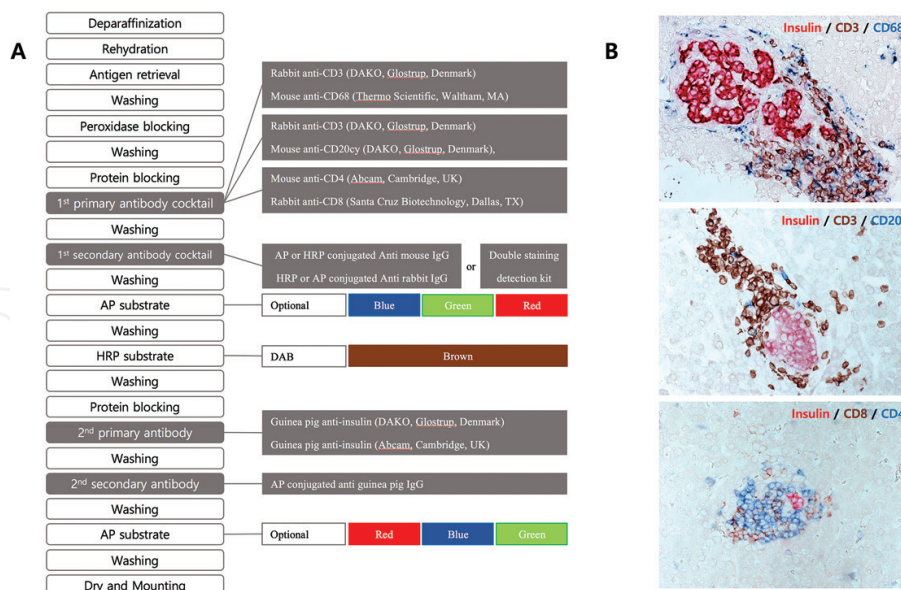 A
Deparaffinization
Rehydration
Antigen retrieval
Washing
Peroxidase blocking
Washing
Protein blocking
1st primary antibody cocktail
Washing
1st secondary antibody cocktail
Washing
AP substrate
Washing
HRP substrate
Washing
Protein blocking
2nd primary antibody
Washing
2nd secondary antibody
Washing
AP substrate
Washing
Dry and Mounting
Rabbit anti-CD3 (DAKO, Glostrup, Denmark)
Mouse anti-CD68 (Thermo Scientific, Waltham, MA)
Rabbit anti-CD3 (DAKO, Glostrup, Denmark)
Mouse anti-CD20cy (DAKO, Glostrup, Denmark),
Mouse anti-CD4 (Abcam, Cambridge, UK)
Rabbit anti-CD8 (Santa Cruz Biotechnology, Dallas, TX)
AP or HRP conjugated Anti mouse IgG
HRP or AP conjugated Anti rabbit IgG
or
Double staining
detection kit
Optional Blue Green Red
DAB Brown
Guinea pig anti-insulin (DAKO, Glostrup, Denmark)
Guinea pig anti-insulin (Abcam, Cambridge, UK)
AP conjugated anti guinea pig IgG
Optional Red Blue Green
B
Insulin / CD3 / CD68
Insulin / CD3 / CD20
Insulin / CD8 / CD4